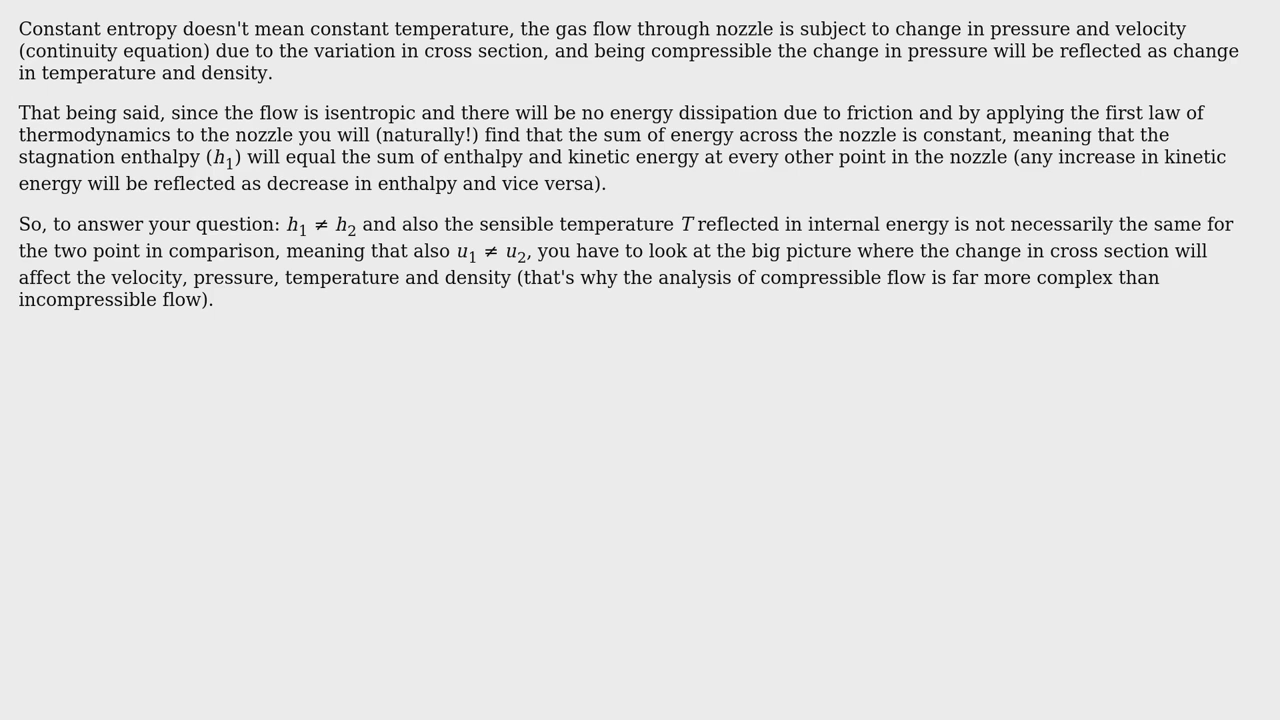 Constant entropy doesn't mean constant temperature, the gas flow through nozzle is subject to change in pressure and velocity
(continuity equation) due to the variation in cross section, and being compressible the change in pressure will be reflected as change
in temperature and density.
That being said, since the flow is isentropic and there will be no energy dissipation due to friction and by applying the first law of
thermodynamics to the nozzle you will (naturally!) find that the sum of energy across the nozzle is constant, meaning that the
stagnation enthalpy (h₁) will equal the sum of enthalpy and kinetic energy at every other point in the nozzle (any increase in kinetic
energy will be reflected as decrease in enthalpy and vice versa).
So, to answer your question: h₁ ≠ h₂ and also the sensible temperature T reflected in internal energy is not necessarily the same for
the two point in comparison, meaning that also u₁ ≠ u₂, you have to look at the big picture where the change in cross section will
affect the velocity, pressure, temperature and density (that's why the analysis of compressible flow is far more complex than
incompressible flow).